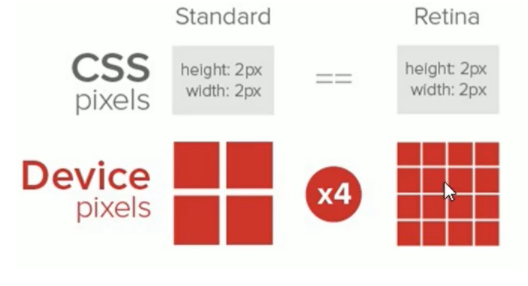 Standard
Retina
CSS
pixels
height: 2px
width: 2px
==
height: 2px
width: 2px
Device
pixels
x4